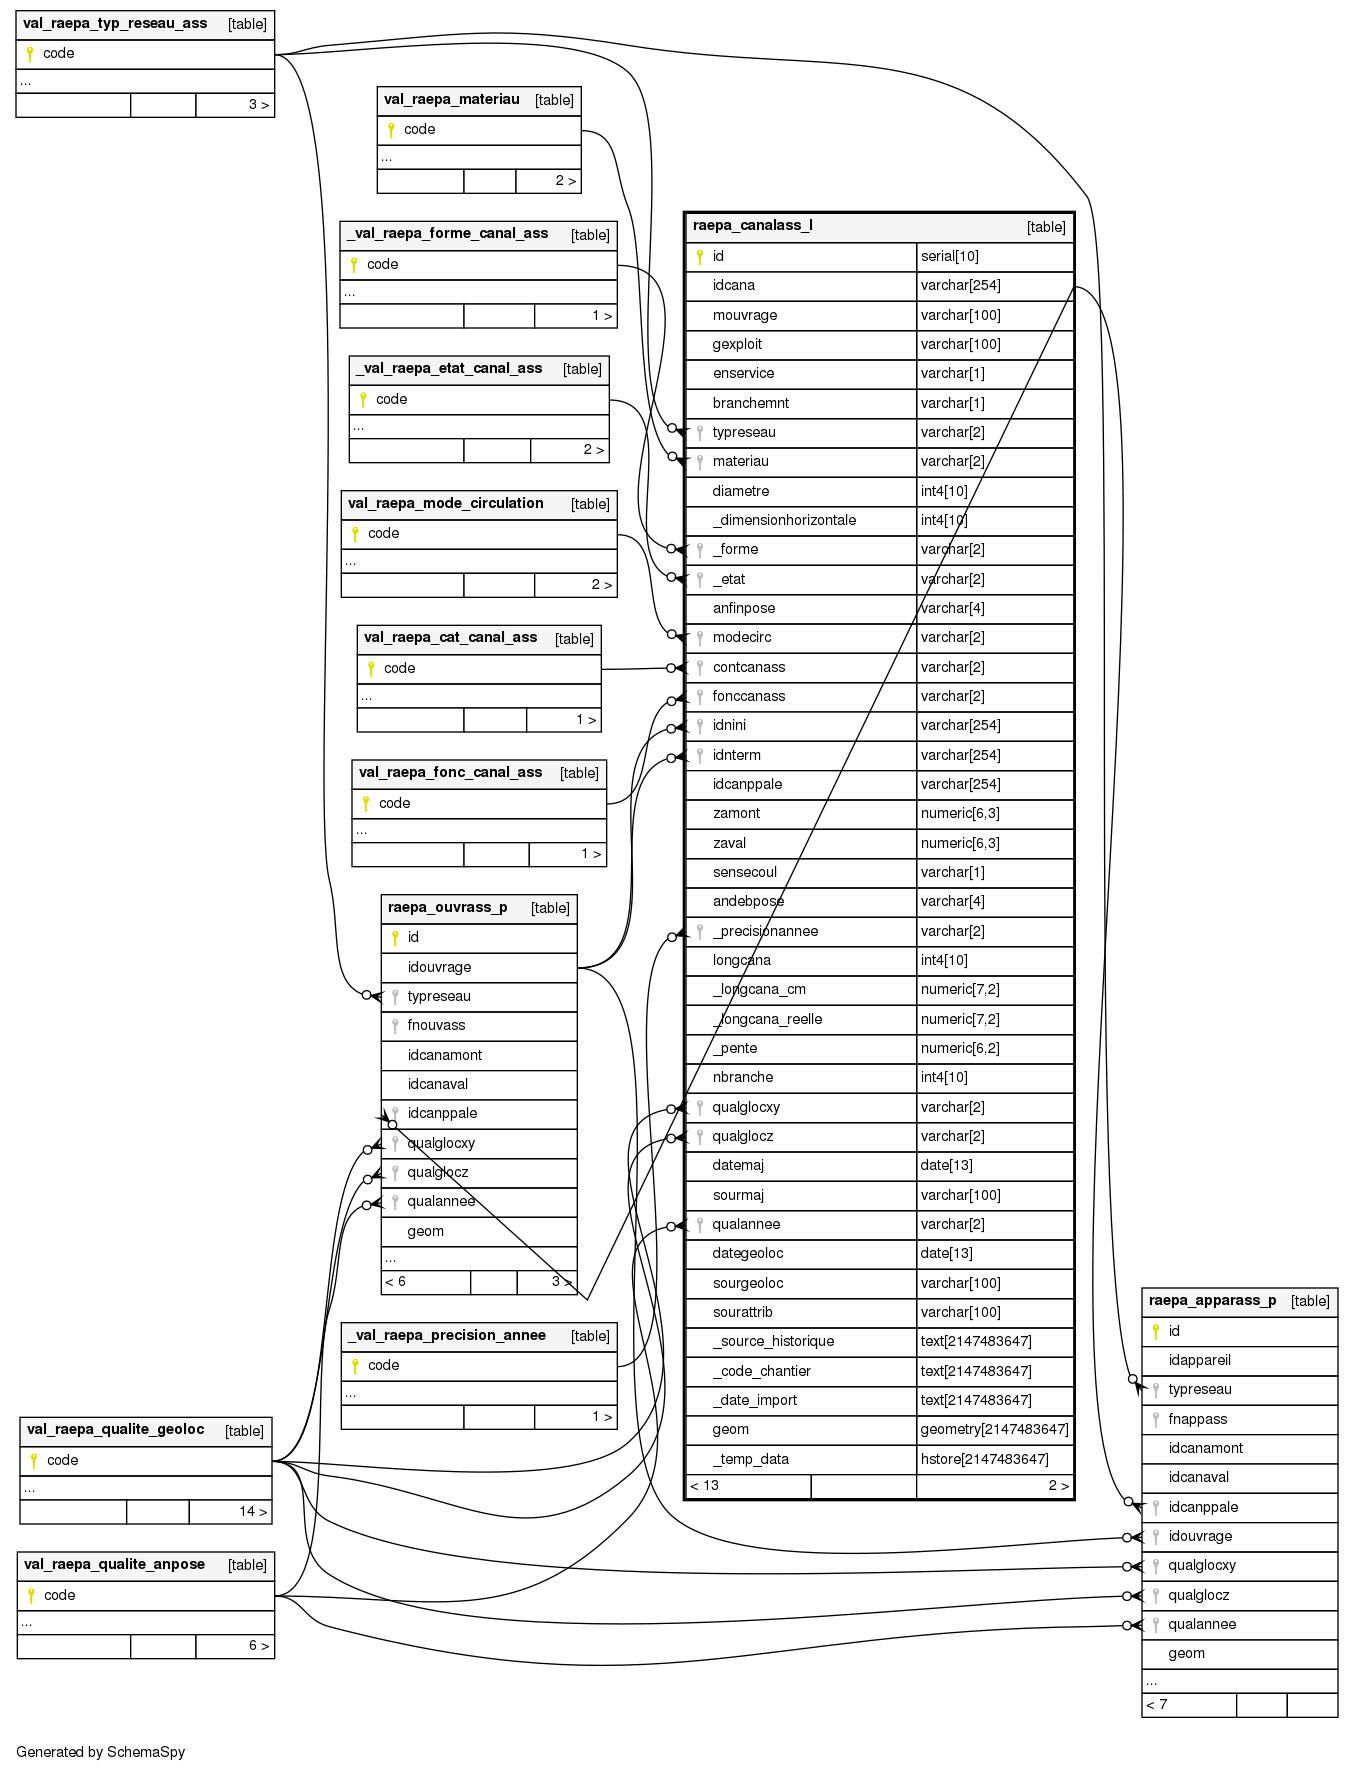 val_raepa_typ_reseau_ass [table]
code
...
3 >
val_raepa_materiau [table]
code
...
2 >
_val_raepa_forme_canal_ass [table]
code
...
1 >
_val_raepa_etat_canal_ass [table]
code
...
2 >
val_raepa_mode_circulation [table]
code
...
2 >
val_raepa_cat_canal_ass [table]
code
...
1 >
val_raepa_fonc_canal_ass [table]
code
...
1 >
raepa_ouvrass_p [table]
id
idouvrage
typreseau
fnouvass
idcanamont
idcanaval
idcanppale
qualglocxy
qualglocz
qualannee
geom
...
< 6 3 >
_val_raepa_precision_annee [table]
code
...
1 >
val_raepa_qualite_geoloc [table]
code
...
14 >
val_raepa_qualite_anpose [table]
code
...
6 >
raepa_canalass_l [table]
id serial[10]
idcana varchar[254]
mouvrage varchar[100]
gexploit varchar[100]
enservice varchar[1]
branchemnt varchar[1]
typreseau varchar[2]
materiau varchar[2]
diametre int4[10]
_dimensionhorizontale int4[10]
_forme varchar[2]
_etat varchar[2]
anfinpose varchar[4]
modecirc varchar[2]
contcanass varchar[2]
fonccanass varchar[2]
idnini varchar[254]
idnterm varchar[254]
idcanppale varchar[254]
zamont numeric[6,3]
zaval numeric[6,3]
sensecoul varchar[1]
andebpose varchar[4]
_precisionannee varchar[2]
longcana int4[10]
_longcana_cm numeric[7,2]
_longcana_reelle numeric[7,2]
_pente numeric[6,2]
nbranche int4[10]
qualglocxy varchar[2]
qualglocz varchar[2]
datemaj date[13]
sourmaj varchar[100]
qualannee varchar[2]
dategeoloc date[13]
sourgeoloc varchar[100]
sourattrib varchar[100]
_source_historique text[2147483647]
_code_chantier text[2147483647]
_date_import text[2147483647]
geom geometry[2147483647]
_temp_data hstore[2147483647]
< 13 2 >
raepa_apparass_p [table]
id
idappareil
typreseau
fnappass
idcanamont
idcanaval
idcanppale
idouvrage
qualglocxy
qualglocz
qualannee
geom
...
< 7
Generated by SchemaSpy